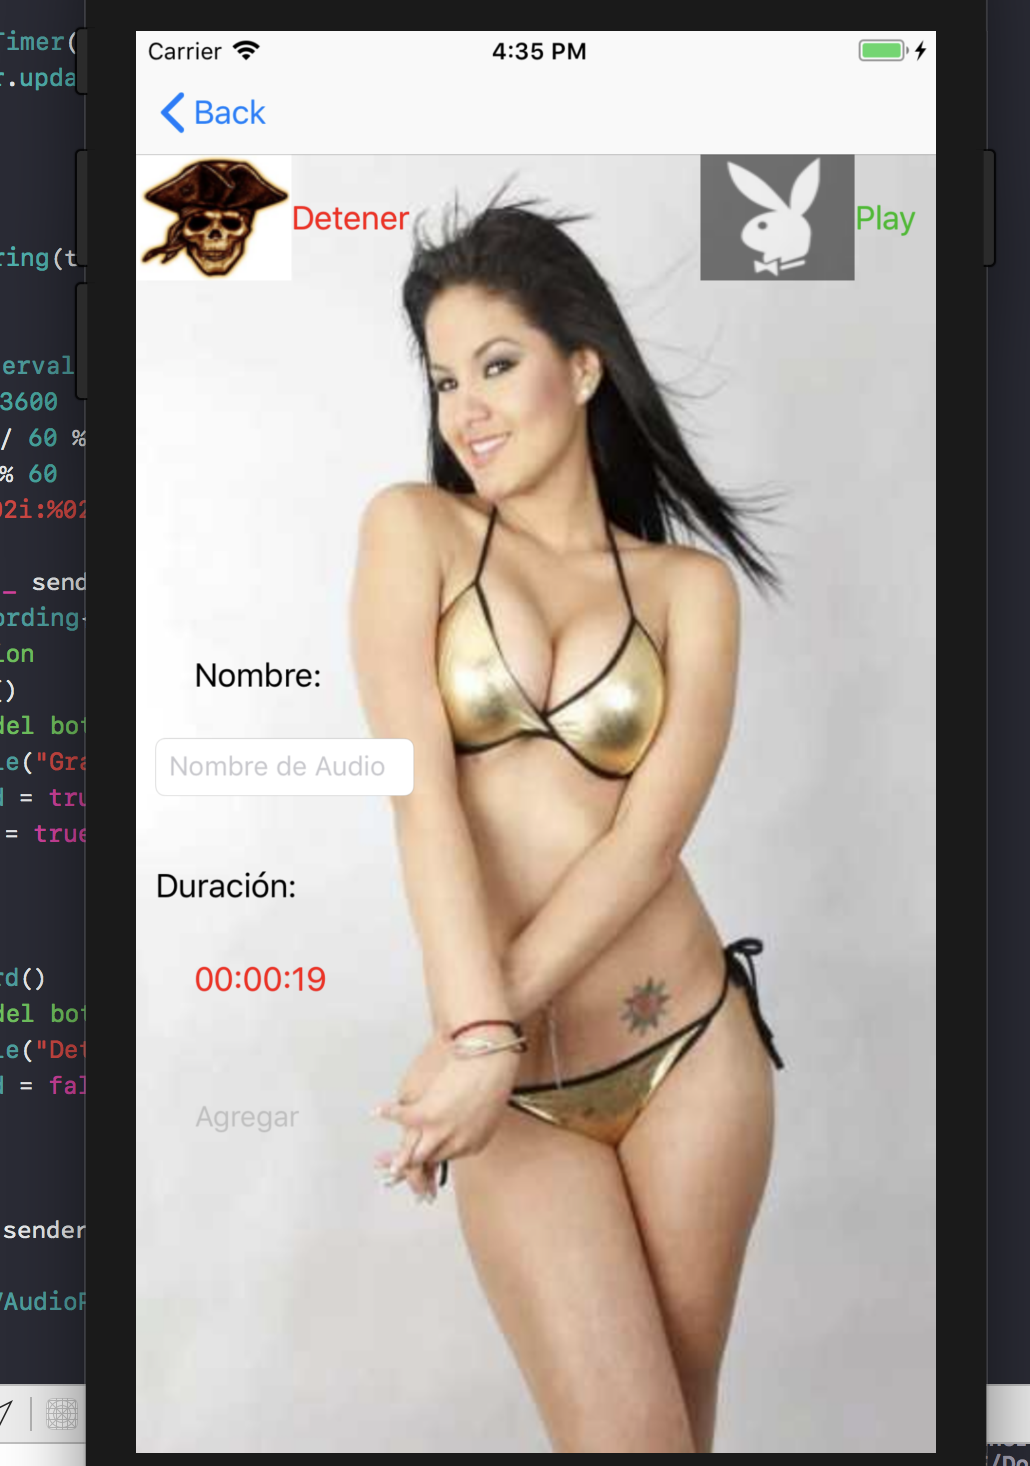 Carrier
4:35 PM
Back
Detener
Play
Nombre:
Nombre de Audio
Duración:
00:00:19
Agregar
Timer(
r.upda
ring(t
erval
3600
/ 60 %
% 60
02i:%02
_ send
ording
ion
()
del bot
le("Gra
d = tru
= true
rd()
del bot
le("Det
d = fal
sender
/AudioP
/Do